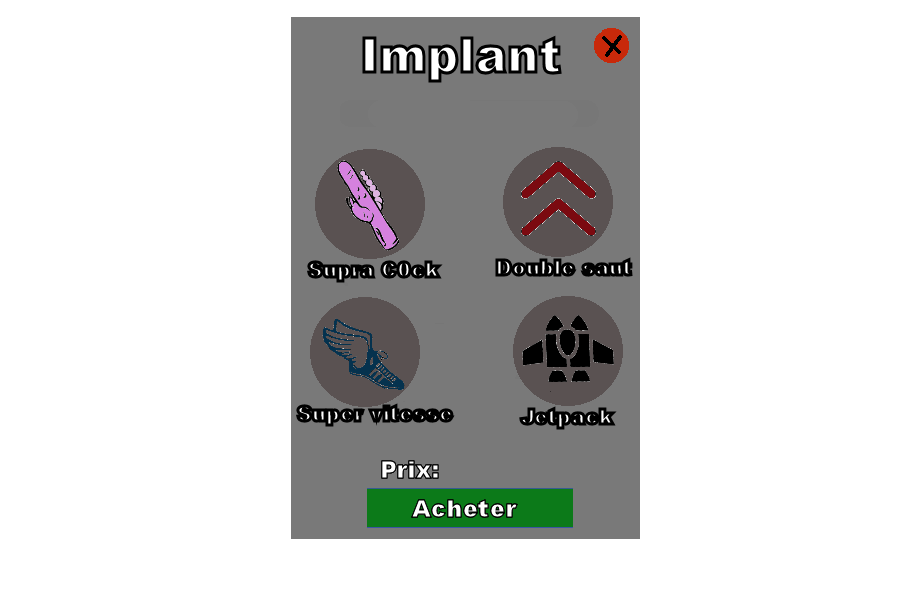 Implant
Supra C0ck
Double saut
Super vitesse
Jetpack
Prix:
Acheter